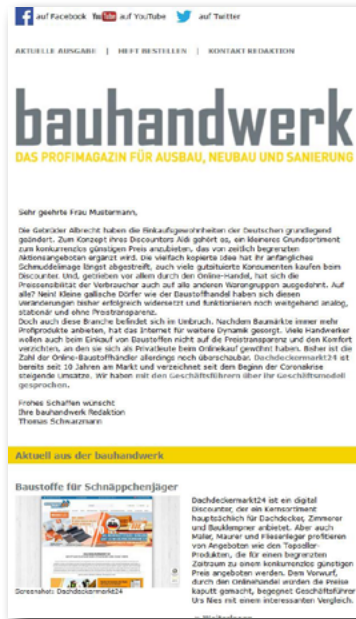 auf Facebook YouTube auf YouTube auf Twitter
AKTUELLE AUSGABE | HEFT BESTELLEN | KONTAKT REDAKTION
bauhandwerk
DAS PROFIMAGAZIN FÜR AUSBAU, NEUBAU UND SANIERUNG
Sehr geehrte Frau Mustermann,
Die Gebrüder Albrecht haben die Einkaufsgewohnheiten der Deutschen grundlegend
geändert. Zum Konzept ihres Discounters Aldi gehört es, ein kleineres Grundsortiment
zum konkurrenzlos günstigen Preis anzubieten, das von zeitlich begrenzten
Aktionsangeboten ergänzt wird. Die vielfach kopierte Idee hat ihr anfängliches
Schmuddelimage längst abgestreift, auch viele gutsituierte Konsumenten kaufen beim
Discounter. Und, getrieben vor allem durch den Online-Handel, hat sich die
Preissensibilität der Verbraucher auch auf alle anderen Warengruppen ausgedehnt. Auf
alle? Nein! Kleine gallische Dörfer wie der Baustoffhandel haben sich diesen
Veränderungen bisher erfolgreich widersetzt und funktionieren noch weitgehend analog,
stationär und ohne Preistransparenz.
Doch auch diese Branche befindet sich im Umbruch. Nachdem Baumärkte immer mehr
Profiprodukte anbieten, hat das Internet für weitere Dynamik gesorgt. Viele Handwerker
wollen auch beim Einkauf von Baustoffen nicht auf die Preistransparenz und den Komfort
verzichten, an den sie sich als Privatleute beim Onlinekauf gewöhnt haben. Bisher ist die
Zahl der Online-Baustoffhändler allerdings noch überschaubar. Dachdeckermarkt24 ist
bereits seit 10 Jahren am Markt und verzeichnet seit dem Beginn der Coronakrise
steigende Umsätze. Wir haben mit den Geschäftsführern über ihr Geschäftsmodell
gesprochen.
Frohes Schaffen wünscht
Ihre bauhandwerk Redaktion
Thomas Schwarzmann
Aktuell aus der bauhandwerk
Baustoffe für Schnäppchenjäger
Dachdeckermarkt24 ist ein digital
Discounter, der ein Kernsortiment
hauptsächlich für Dachdecker, Zimmerer
und Bauklempner anbietet. Aber auch
Maler, Maurer und Fliesenleger profitieren
von Angeboten wie den Topseller-
Produkten, die für einen begrenzten
Zeitraum zu einem konkurrenzlos günstigen
Preis angeboten werden. Dem Vorwurf,
durch den Onlinehandel würden die Preise
kaputt gemacht, begegnet Geschäftsführer
Urs Nies mit einem interessanten Vergleich.
Screenshot: Dachdeckermarkt24